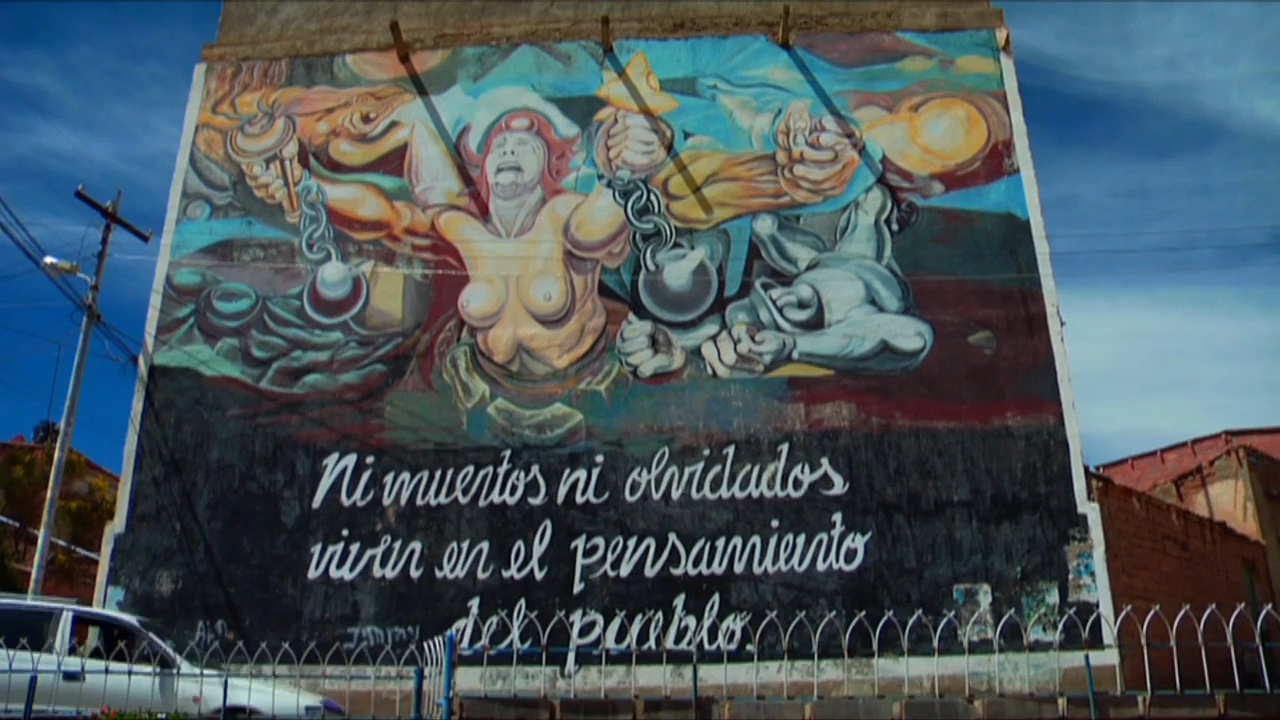 Ni muertos ni olvidados
viven en el pensamiento
del pueblo.